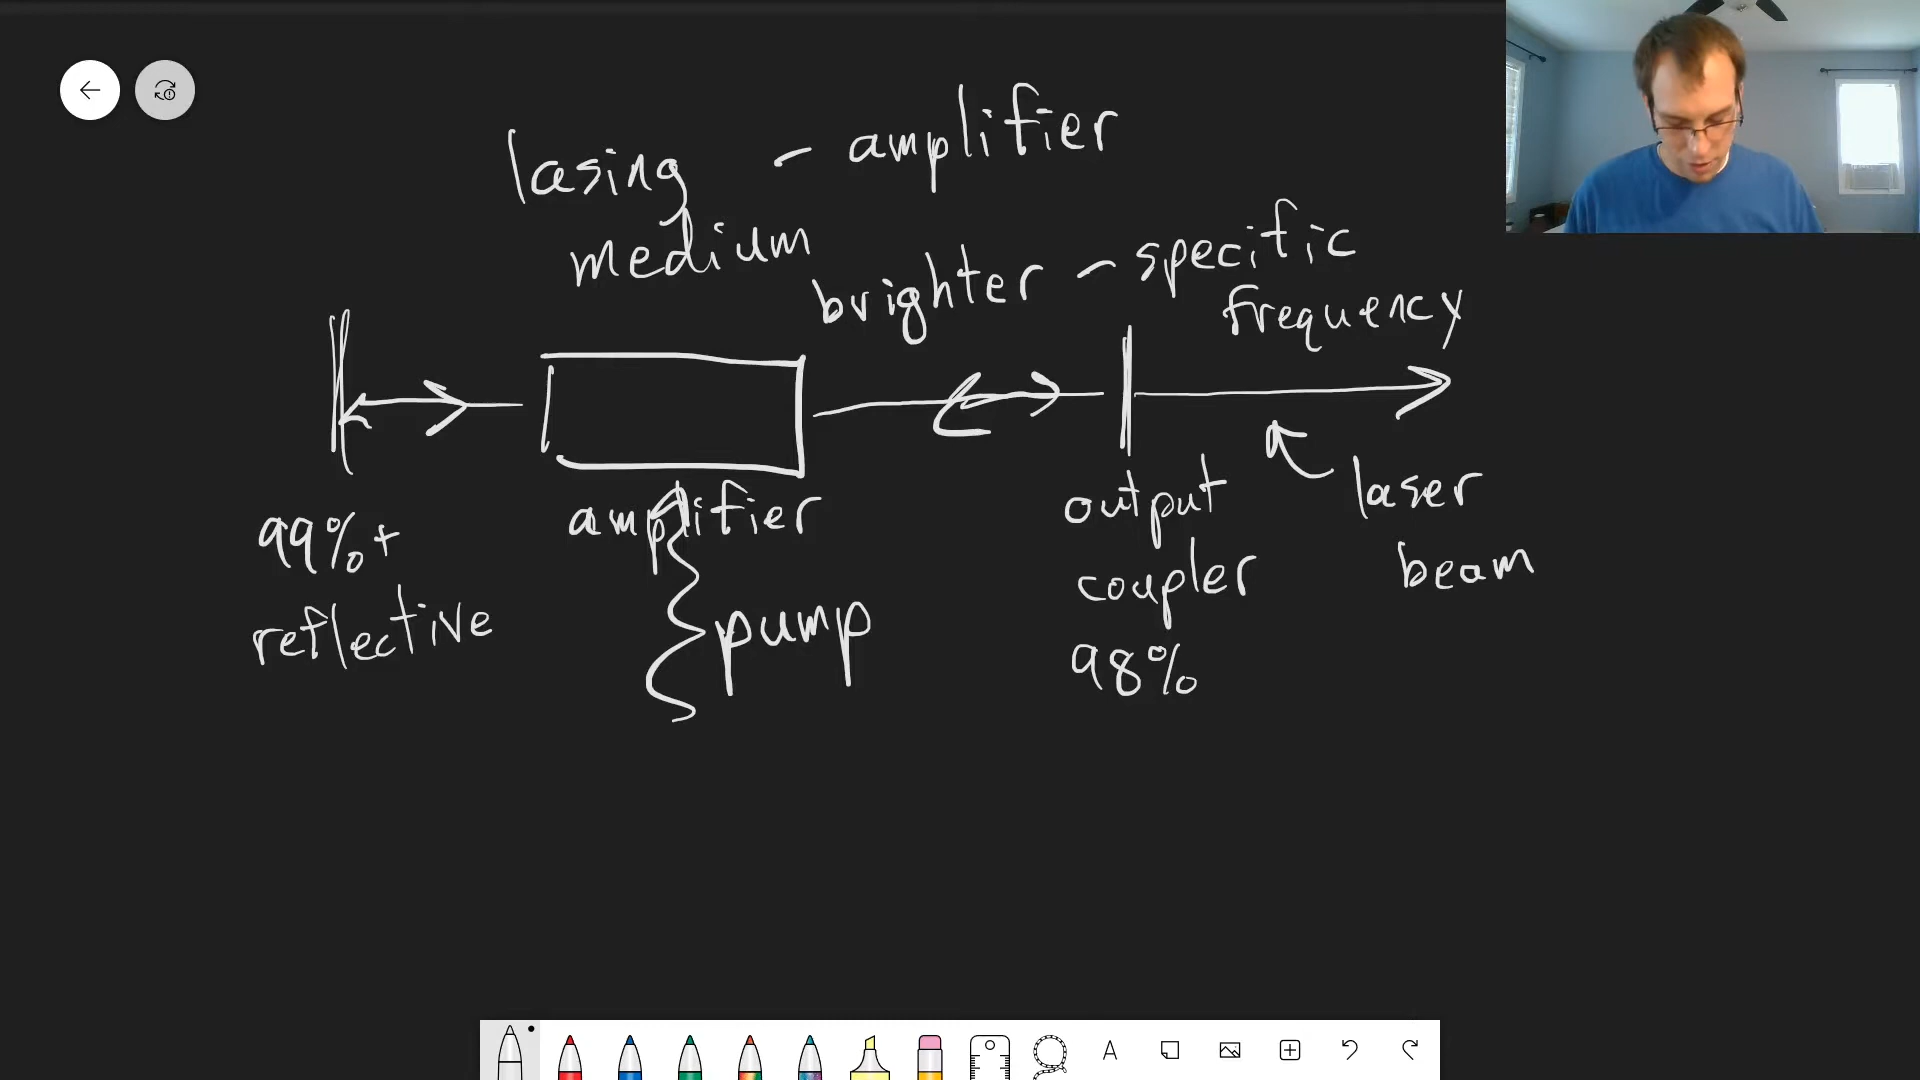 lasing - amplifier
medium
brighter - specific
frequency
99%+
reflective
amplifier
pump
output
coupler
98%
laser
beam
A